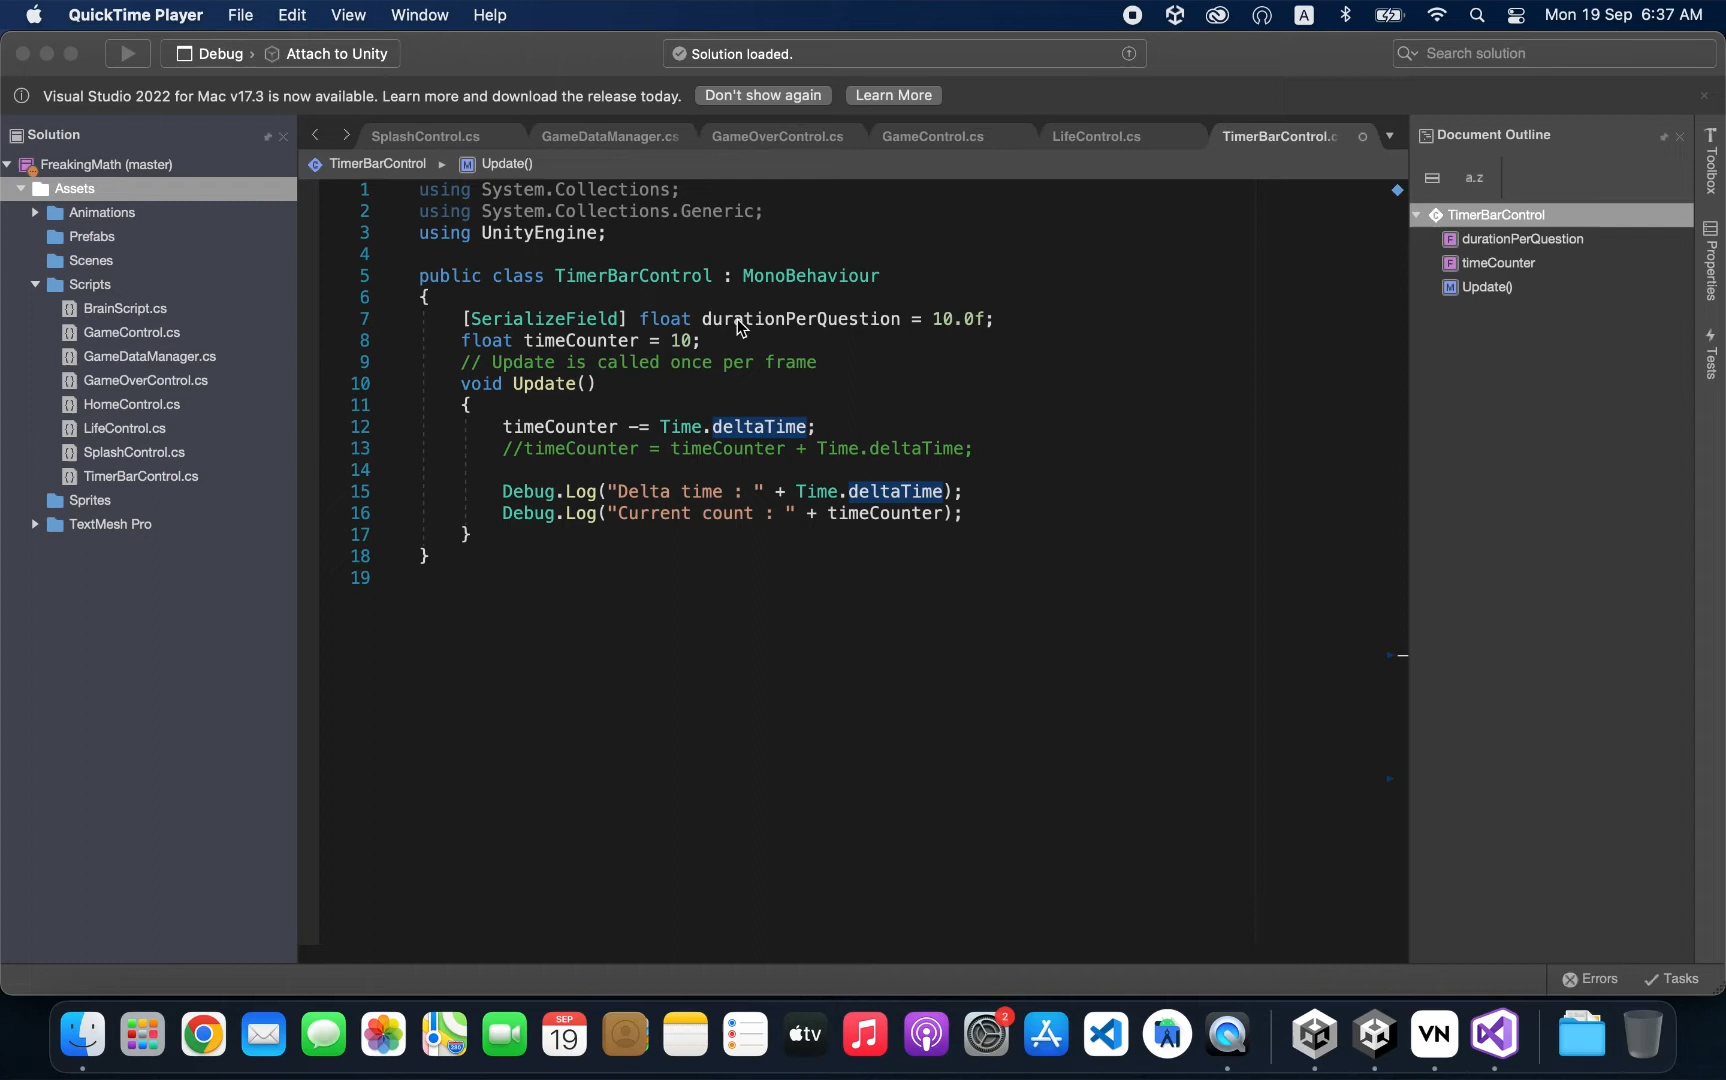 QuickTime Player File Edit View Window Help A Mon 19 Sep 6:37 AM
Debug › Attach to Unity Solution loaded. Search solution
Visual Studio 2022 for Mac v17.3 is now available. Learn more and download the release today. Don't show again Learn More
Solution
FreakingMath (master)
Assets
Animations
Prefabs
Scenes
Scripts
BrainScript.cs
GameControl.cs
GameDataManager.cs
GameOverControl.cs
HomeControl.cs
LifeControl.cs
SplashControl.cs
TimerBarControl.cs
Sprites
TextMesh Pro
SplashControl.cs GameDataManager.cs GameOverControl.cs GameControl.cs LifeControl.cs TimerBarControl.c
TimerBarControl ▸ M Update()
1 using System.Collections;
2 using System.Collections.Generic;
3 using UnityEngine;
4
5 public class TimerBarControl : MonoBehaviour
6 {
7 [SerializeField] float durationPerQuestion = 10.0f;
8 float timeCounter = 10;
9 // Update is called once per frame
10 void Update()
11 {
12 timeCounter -= Time.deltaTime;
13 //timeCounter = timeCounter + Time.deltaTime;
14
15 Debug.Log("Delta time : " + Time.deltaTime);
16 Debug.Log("Current count : " + timeCounter);
17 }
18 }
19
Document Outline
a.z
TimerBarControl
F durationPerQuestion
F timeCounter
M Update()
Toolbox
Properties
Tests
Errors Tasks
SEP
19
280
tv
2
VN